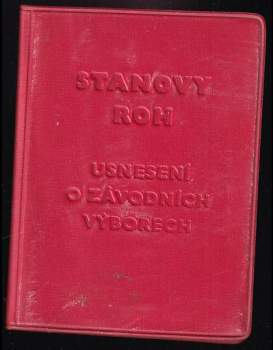 STANOVY
ROH
USNESENÍ
O ZÁVODNÍCH
VÝBORECH